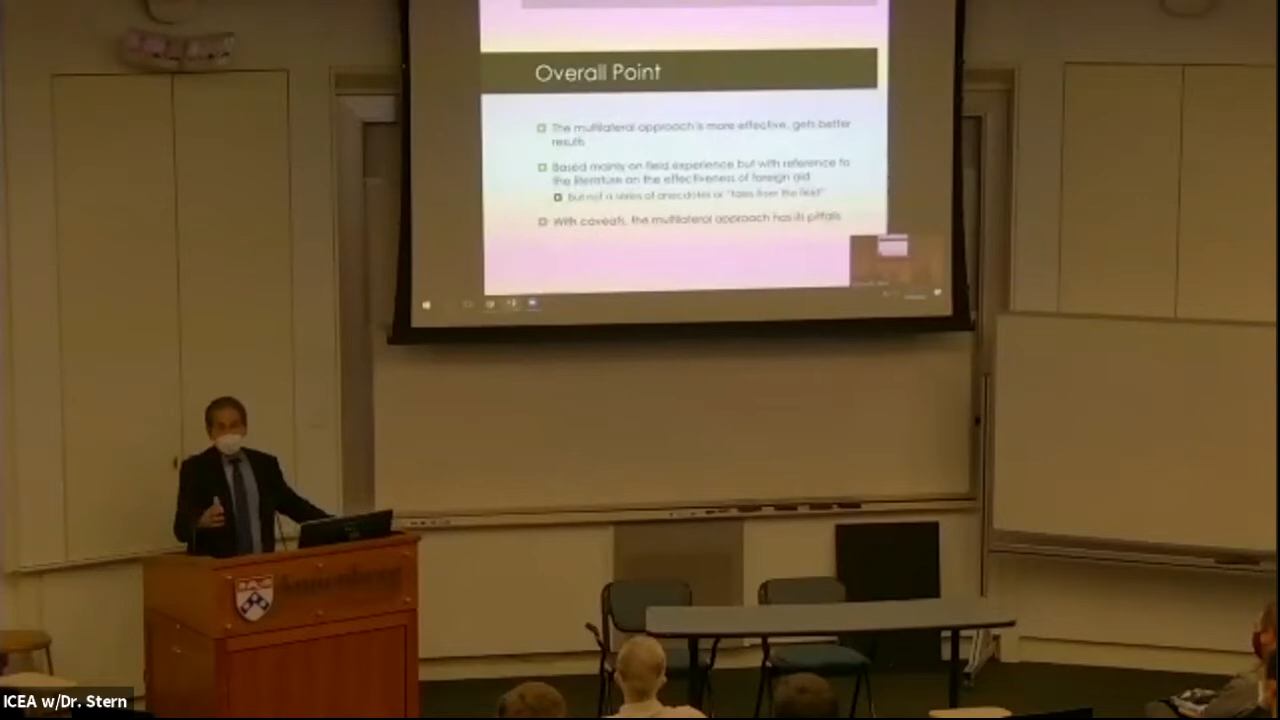 Overall Point
The multilateral approach is more effective, gets better
results
Based mainly on field experience but with reference to
the literature on the effectiveness of foreign aid
But not a series of anecdotes or "tales from the field"
With caveats, the multilateral approach has its pitfalls
Annenberg
ICEA w/Dr. Stern